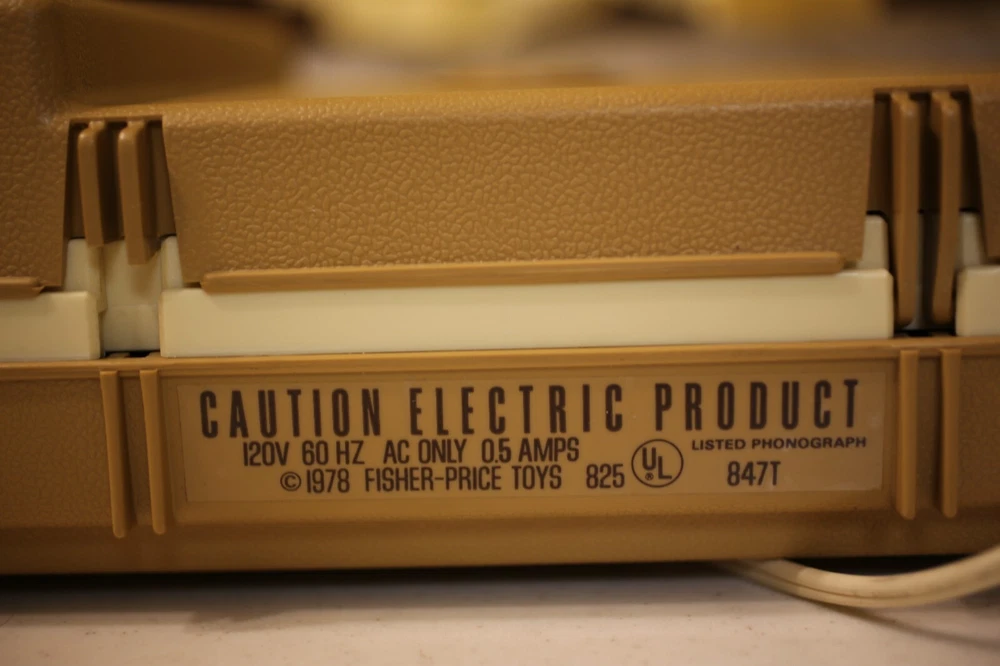 CAUTION ELECTRIC PRODUCT
120V 60 HZ AC ONLY 0.5 AMPS
©1978 FISHER-PRICE TOYS 825
UL
LISTED PHONOGRAPH
847T